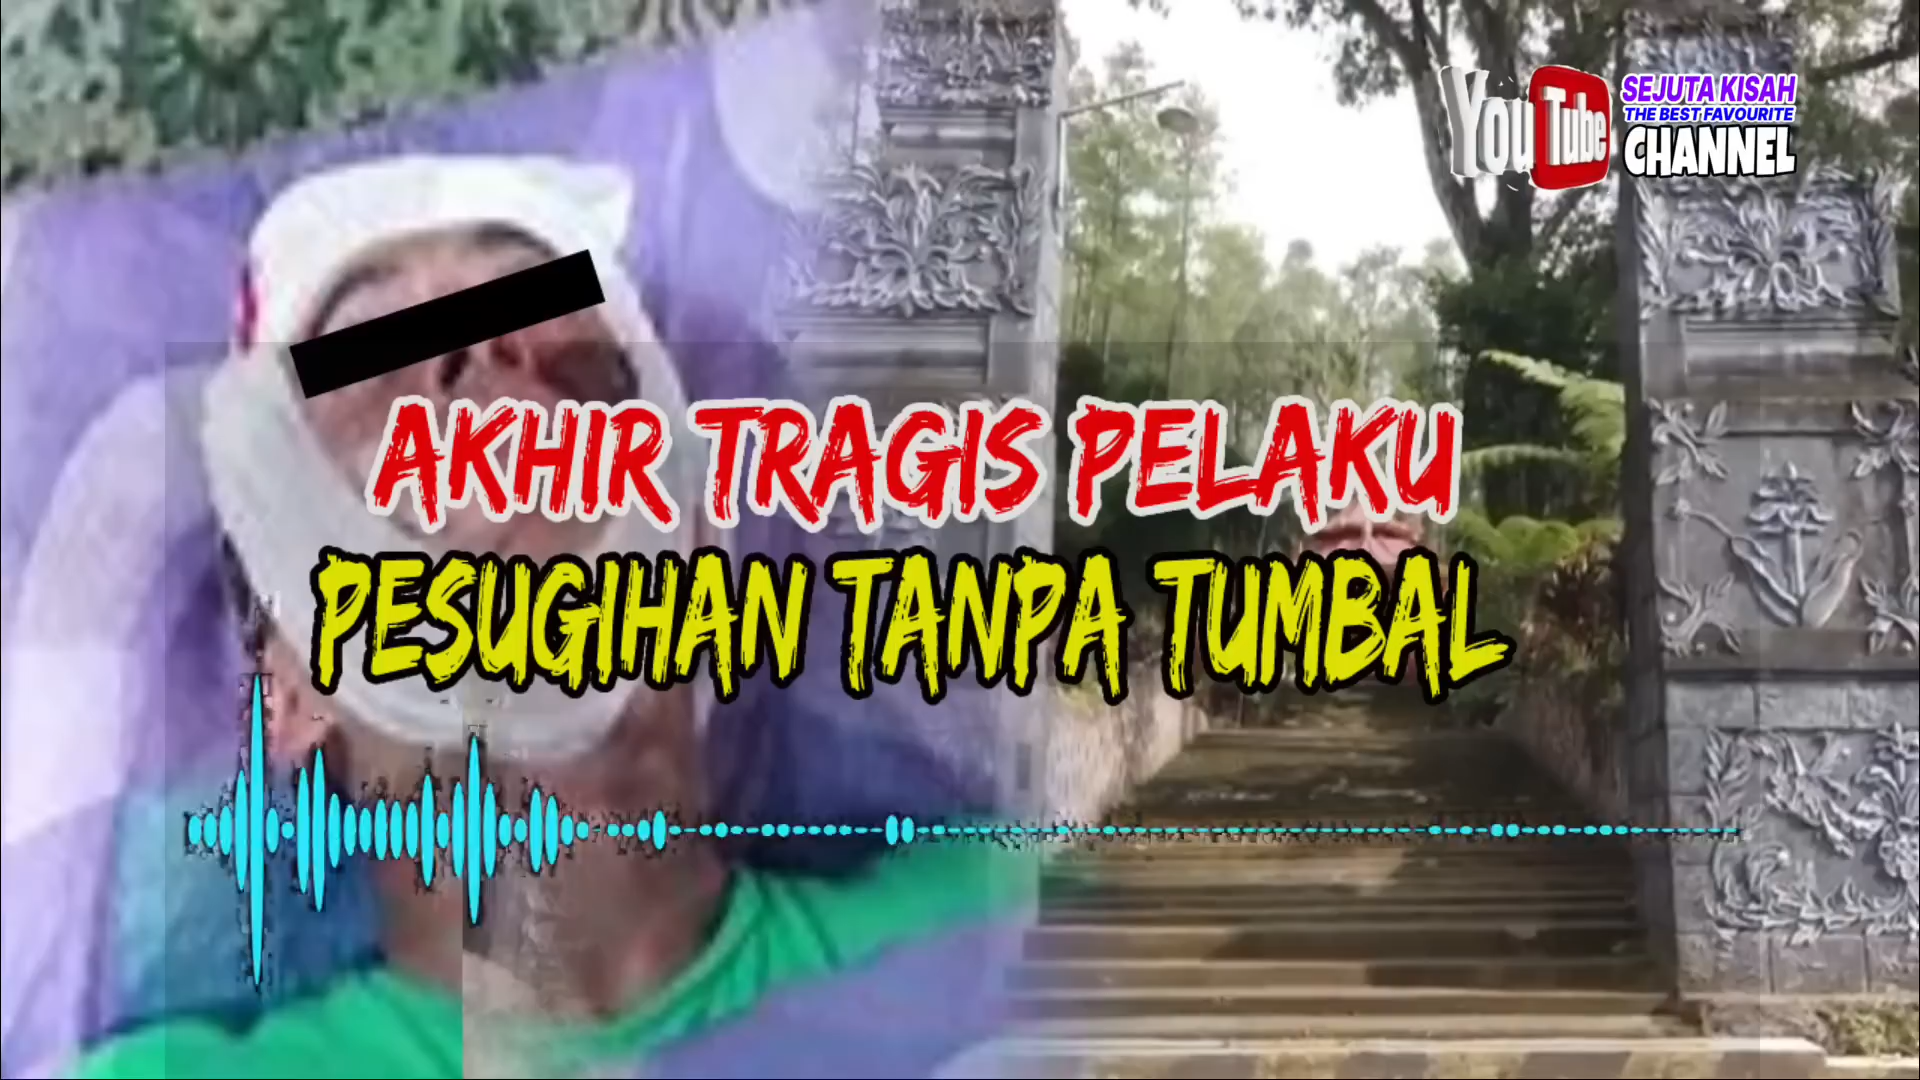 YouTube
SEJUTA KISAH
THE BEST FAVOURITE
CHANNEL
AKHIR TRAGIS PELAKU
PESUGIHAN TANPA TUMBAL